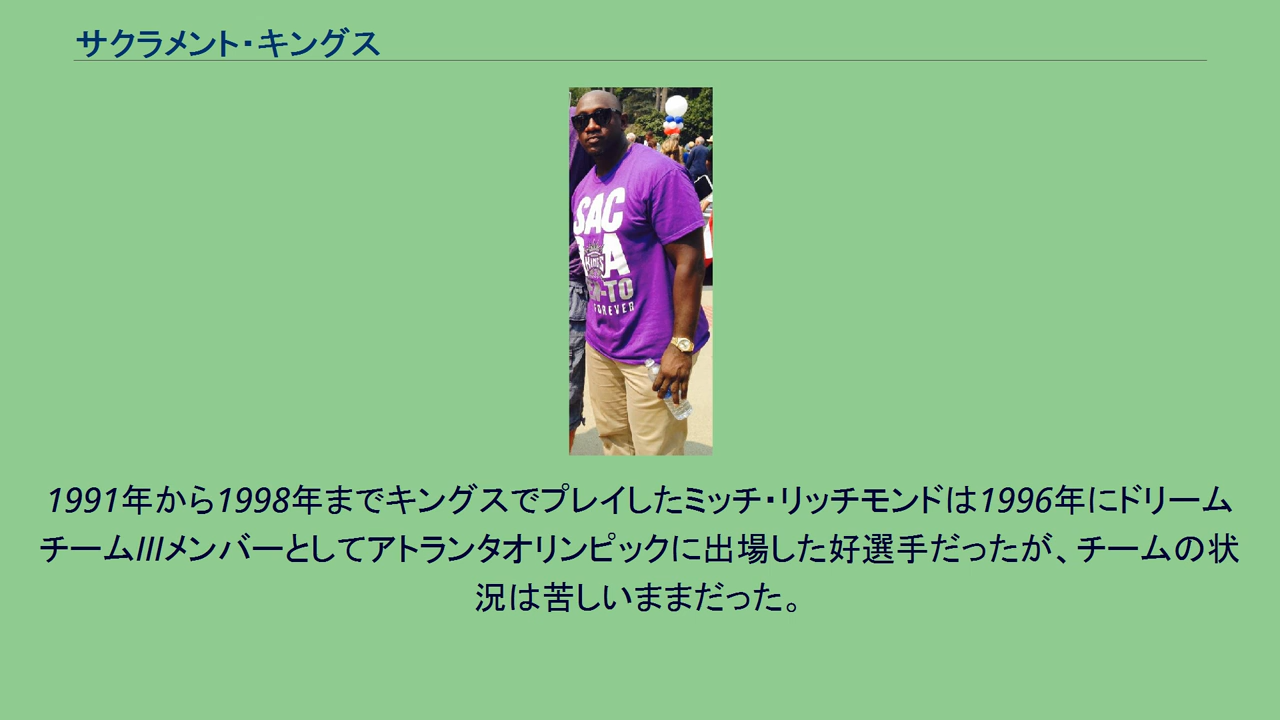 サクラメント・キングス
SAC
KINGS
FOREVER
1991年から1998年までキングスでプレイしたミッチ・リッチモンドは1996年にドリーム
チームIIIメンバーとしてアトランタオリンピックに出場した好選手だったが、チームの状
況は苦しいままだった。